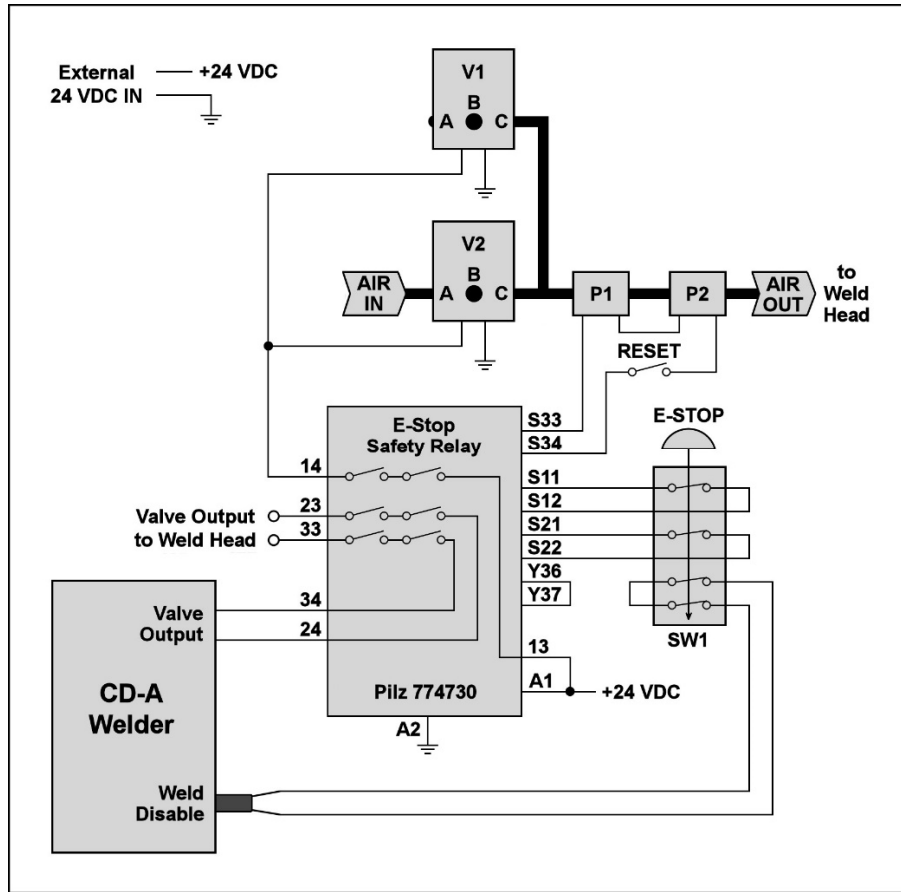 External +24 VDC
24 VDC IN
V1
B
A C
V2
B
AIR
IN
A C
P1
P2
AIR
OUT
to
Weld
Head
RESET
E-STOP
E-Stop
Safety Relay
S33
S34
14
S11
S12
23
Valve Output
to Weld Head
33
S21
S22
Y36
Y37
34
24
Valve
Output
SW1
13
CD-A
Welder
A1
+24 VDC
Pilz 774730
A2
Weld
Disable